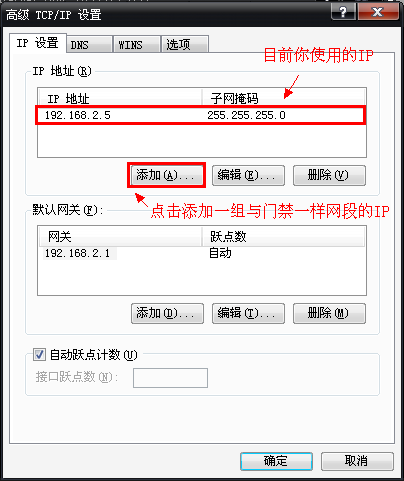 高级 TCP/IP 设置
IP 设置 DNS WINS 选项
目前你使用的IP
IP 地址(R)
IP 地址 子网掩码
192.168.2.5 255.255.255.0
添加(A)... 编辑(E)... 删除(V)
点击添加一组与门禁一样网段的IP
默认网关(F):
网关 跃点数
192.168.2.1 自动
添加(D)... 编辑(T)... 删除(M)
自动跃点计数(U)
接口跃点数(N):
确定 取消